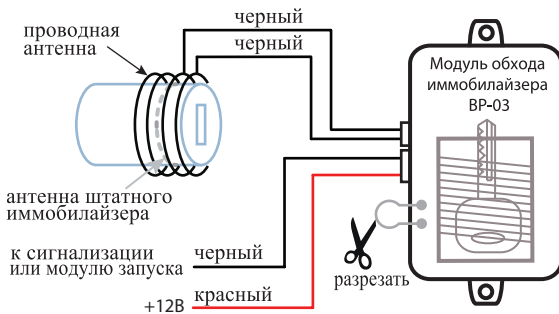 черный
проводная
антенна
черный
Модуль обхода
иммобилайзера
BP-03
антенна штатного
иммобилайзера
к сигнализации
или модулю запуска
черный
разрезать
+12В
красный